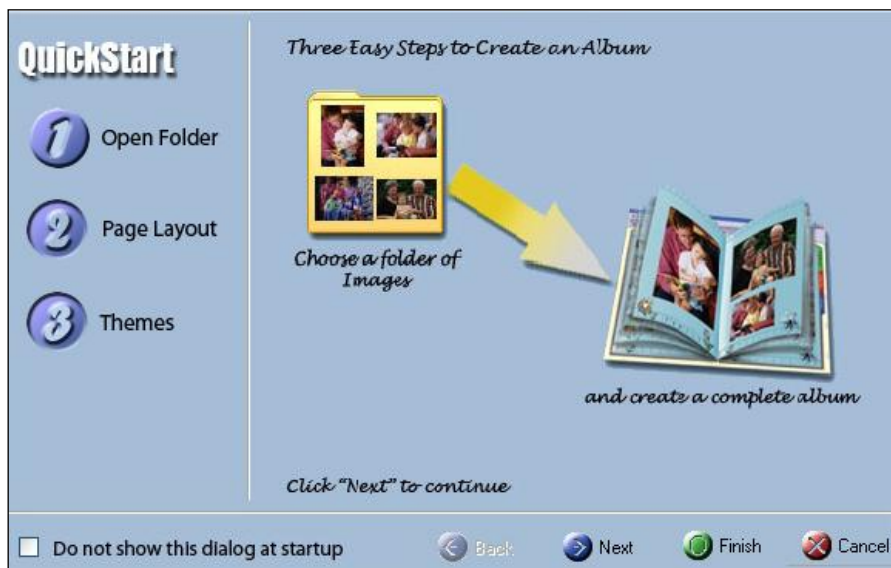 QuickStart
1 Open Folder
2 Page Layout
3 Themes
Three Easy Steps to Create an Album
Choose a folder of
Images
and create a complete album
Click “Next” to continue
Do not show this dialog at startup
Back
Next
Finish
Cancel